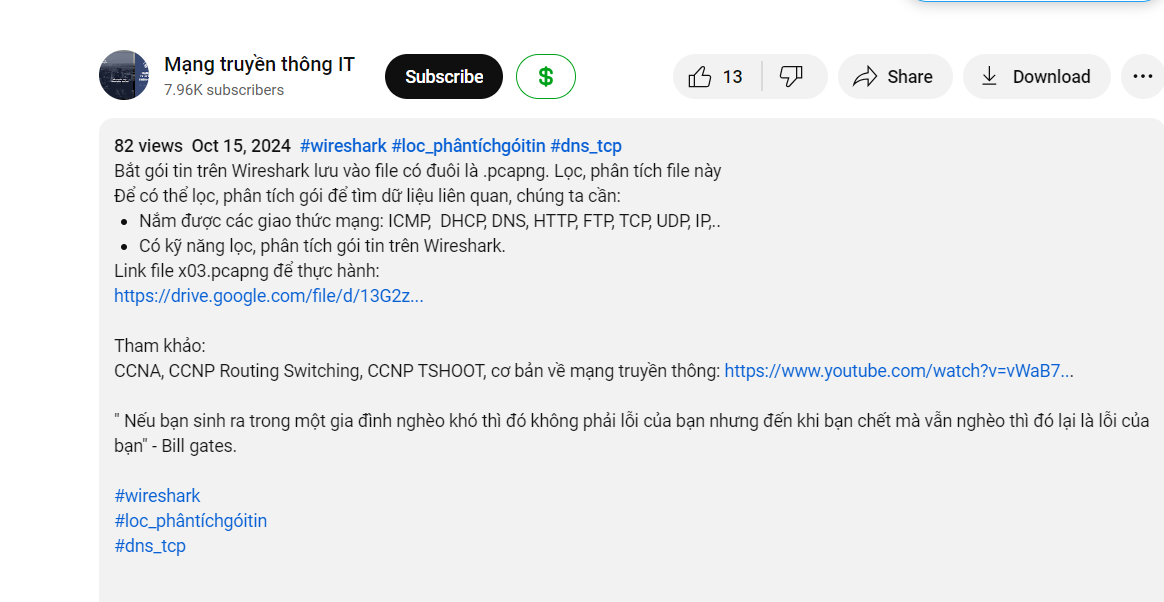 Mạng truyền thông IT
7.96K subscribers
Subscribe
$
13
Share
Download
82 views Oct 15, 2024 #wireshark #loc_phântíchgóitin #dns_tcp
Bắt gói tin trên Wireshark lưu vào file có đuôi là .pcapng. Lọc, phân tích file này
Để có thể lọc, phân tích gói để tìm dữ liệu liên quan, chúng ta cần:
• Nắm được các giao thức mạng: ICMP, DHCP, DNS, HTTP, FTP, TCP, UDP, IP,..
• Có kỹ năng lọc, phân tích gói tin trên Wireshark.
Link file x03.pcapng để thực hành:
https://drive.google.com/file/d/13G2z...
Tham khảo:
CCNA, CCNP Routing Switching, CCNP TSHOOT, cơ bản về mạng truyền thông: https://www.youtube.com/watch?v=vWaB7...
" Nếu bạn sinh ra trong một gia đình nghèo khó thì đó không phải lỗi của bạn nhưng đến khi bạn chết mà vẫn nghèo thì đó lại là lỗi của
bạn" - Bill gates.
#wireshark
#loc_phântíchgóitin
#dns_tcp